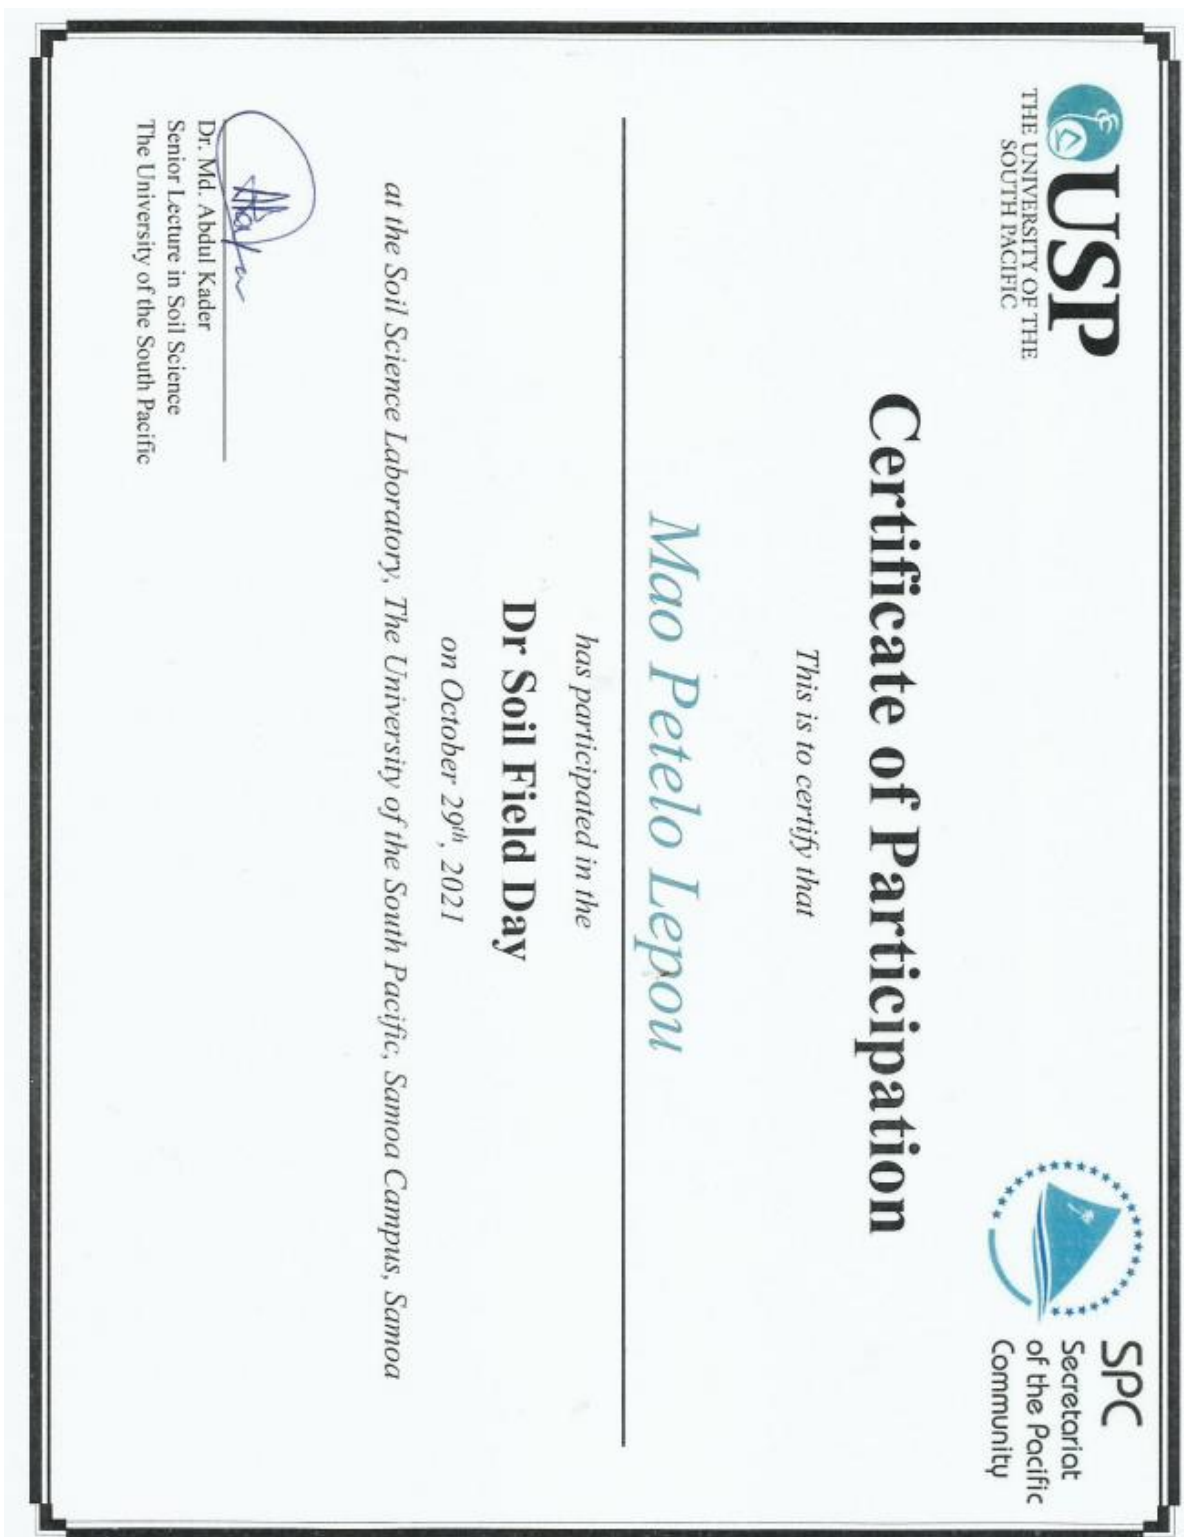 USP
THE UNIVERSITY OF THE
SOUTH PACIFIC
SPC
Secretariat
of the Pacific
Community
Certificate of Participation
This is to certify that
Mao Petelo Lepou
has participated in the
Dr Soil Field Day
on October 29th, 2021
at the Soil Science Laboratory, The University of the South Pacific, Samoa Campus, Samoa
Dr. Md. Abdul Kader
Senior Lecture in Soil Science
The University of the South Pacific